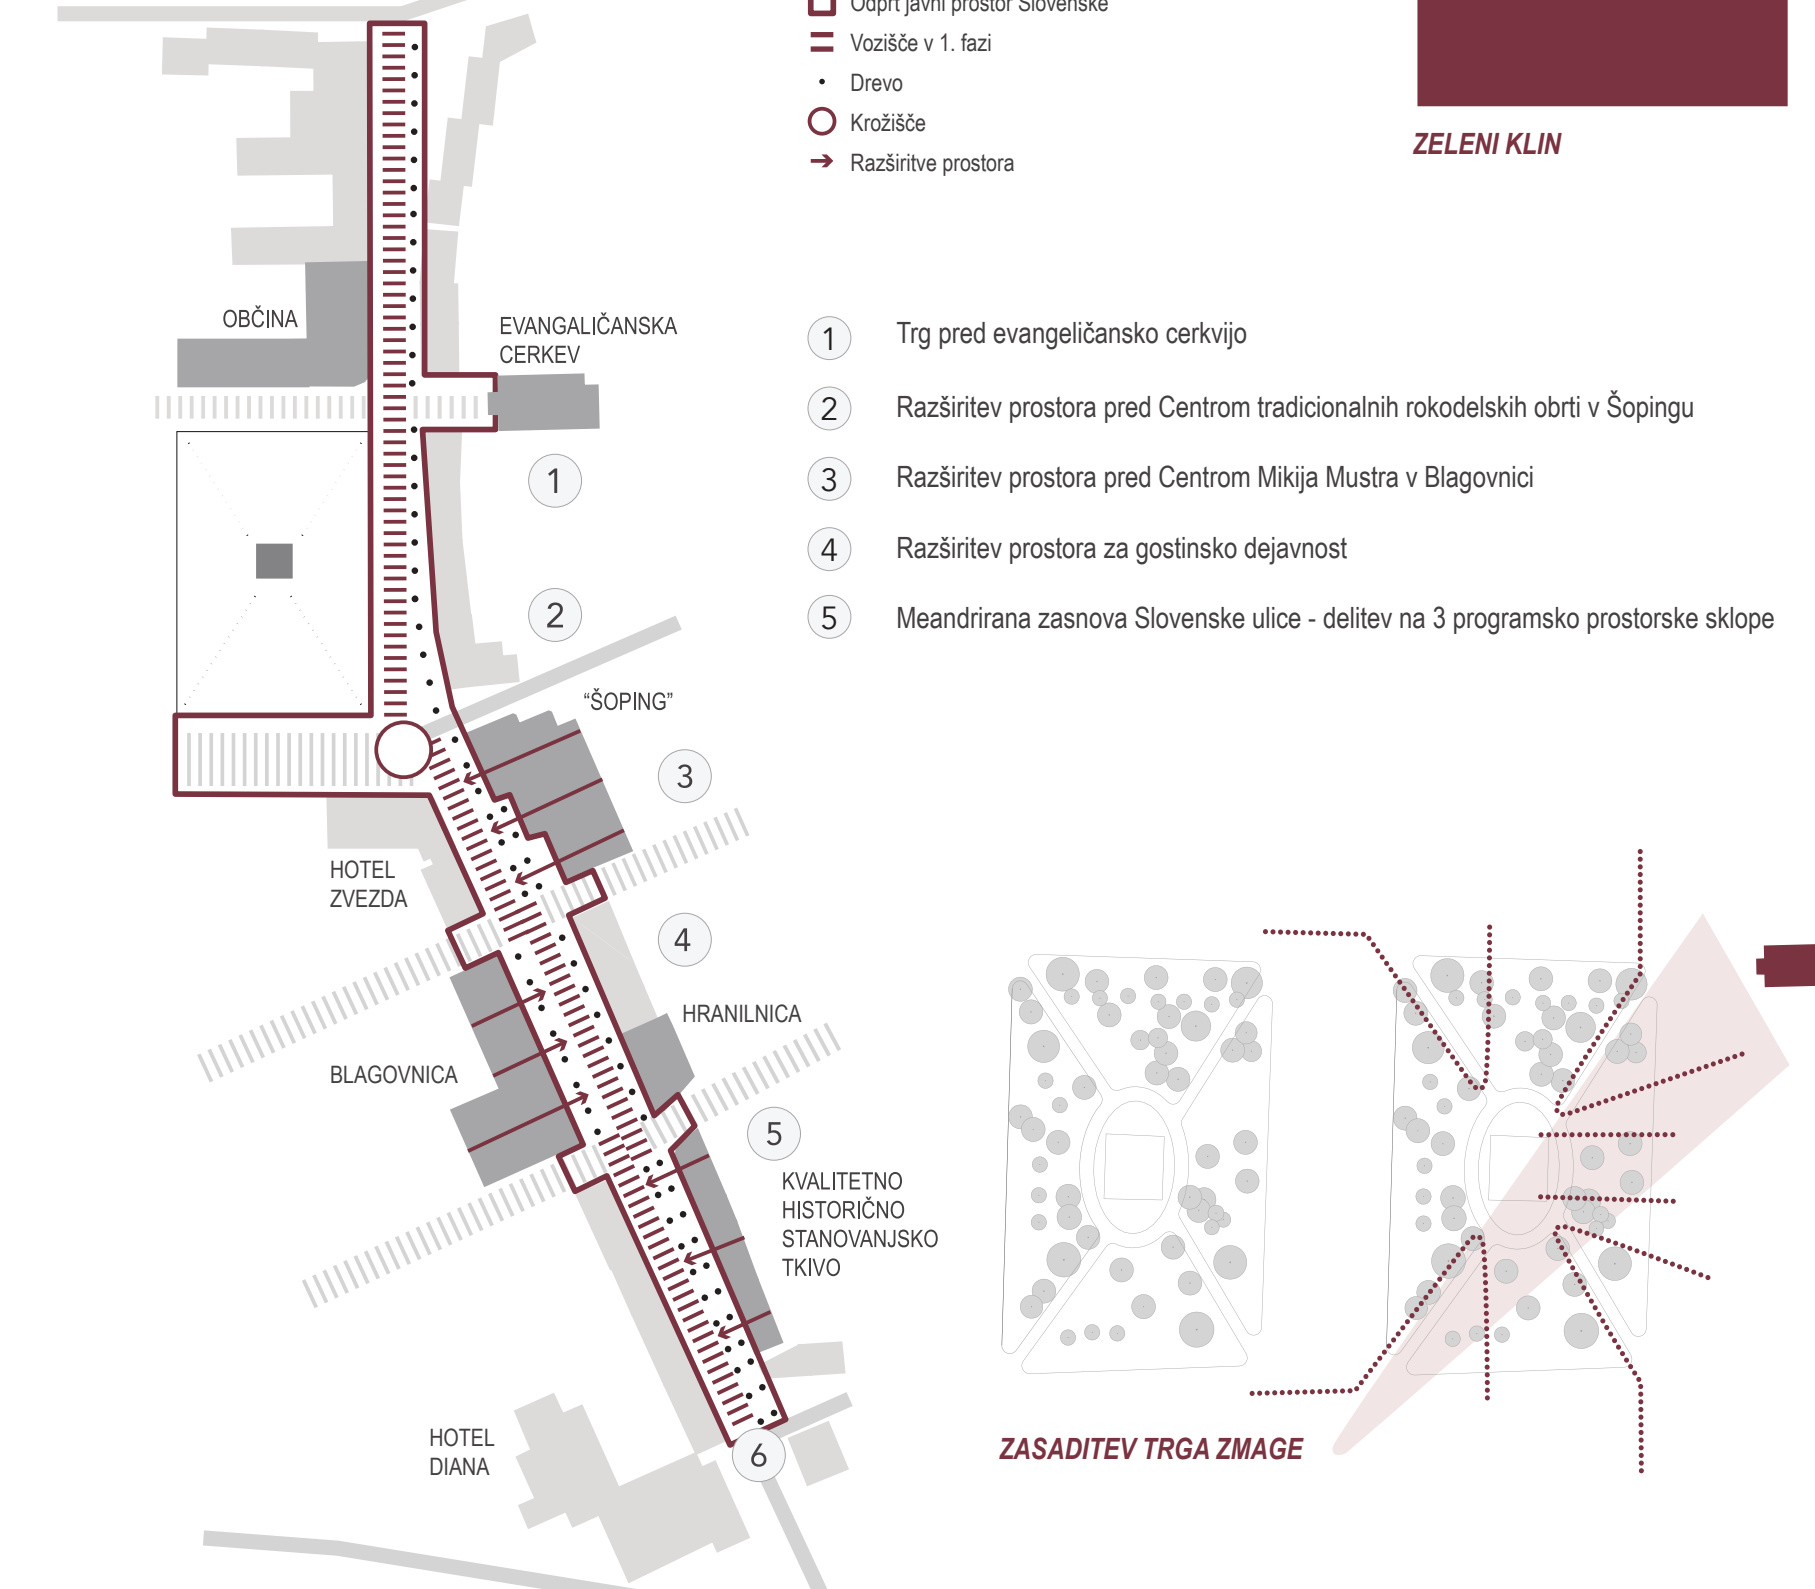 Odprt javni prostor Slovenske
Vozišče v 1. fazi
Drevo
Krožišče
Razširitve prostora
ZELENI KLIN
OBČINA
EVANGALIČANSKA
CERKEV
1
2
"ŠOPING"
3
HOTEL
ZVEZDA
4
HRANILNICA
BLAGOVNICA
5
KVALITETNO
HISTORIČNO
STANOVANJSKO
TKIVO
HOTEL
DIANA
6
1 Trg pred evangeličansko cerkvijo
2 Razširitev prostora pred Centrom tradicionalnih rokodelskih obrti v Šopingu
3 Razširitev prostora pred Centrom Mikija Mustra v Blagovnici
4 Razširitev prostora za gostinsko dejavnost
5 Meandrirana zasnova Slovenske ulice - delitev na 3 programsko prostorske sklope
ZASADITEV TRGA ZMAGE